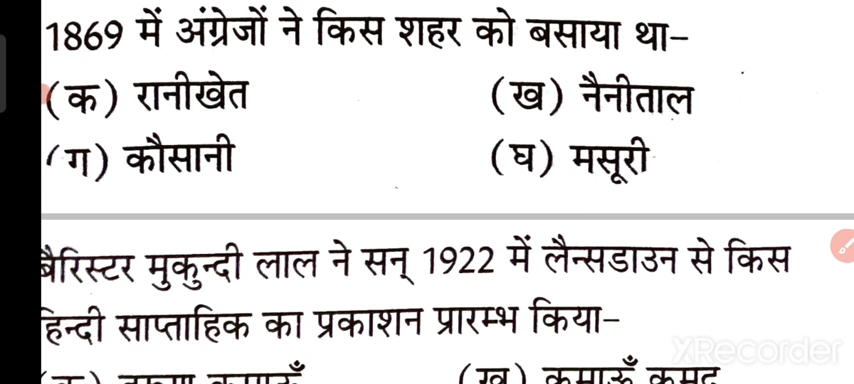 1869 में अंग्रेजों ने किस शहर को बसाया था–
(क) रानीखेत (ख) नैनीताल
(ग) कौसानी (घ) मसूरी
बैरिस्टर मुकुन्दी लाल ने सन् 1922 में लैन्सडाउन से किस
हिन्दी साप्ताहिक का प्रकाशन प्रारम्भ किया–
XRecorder
(ख) कुमाऊँ